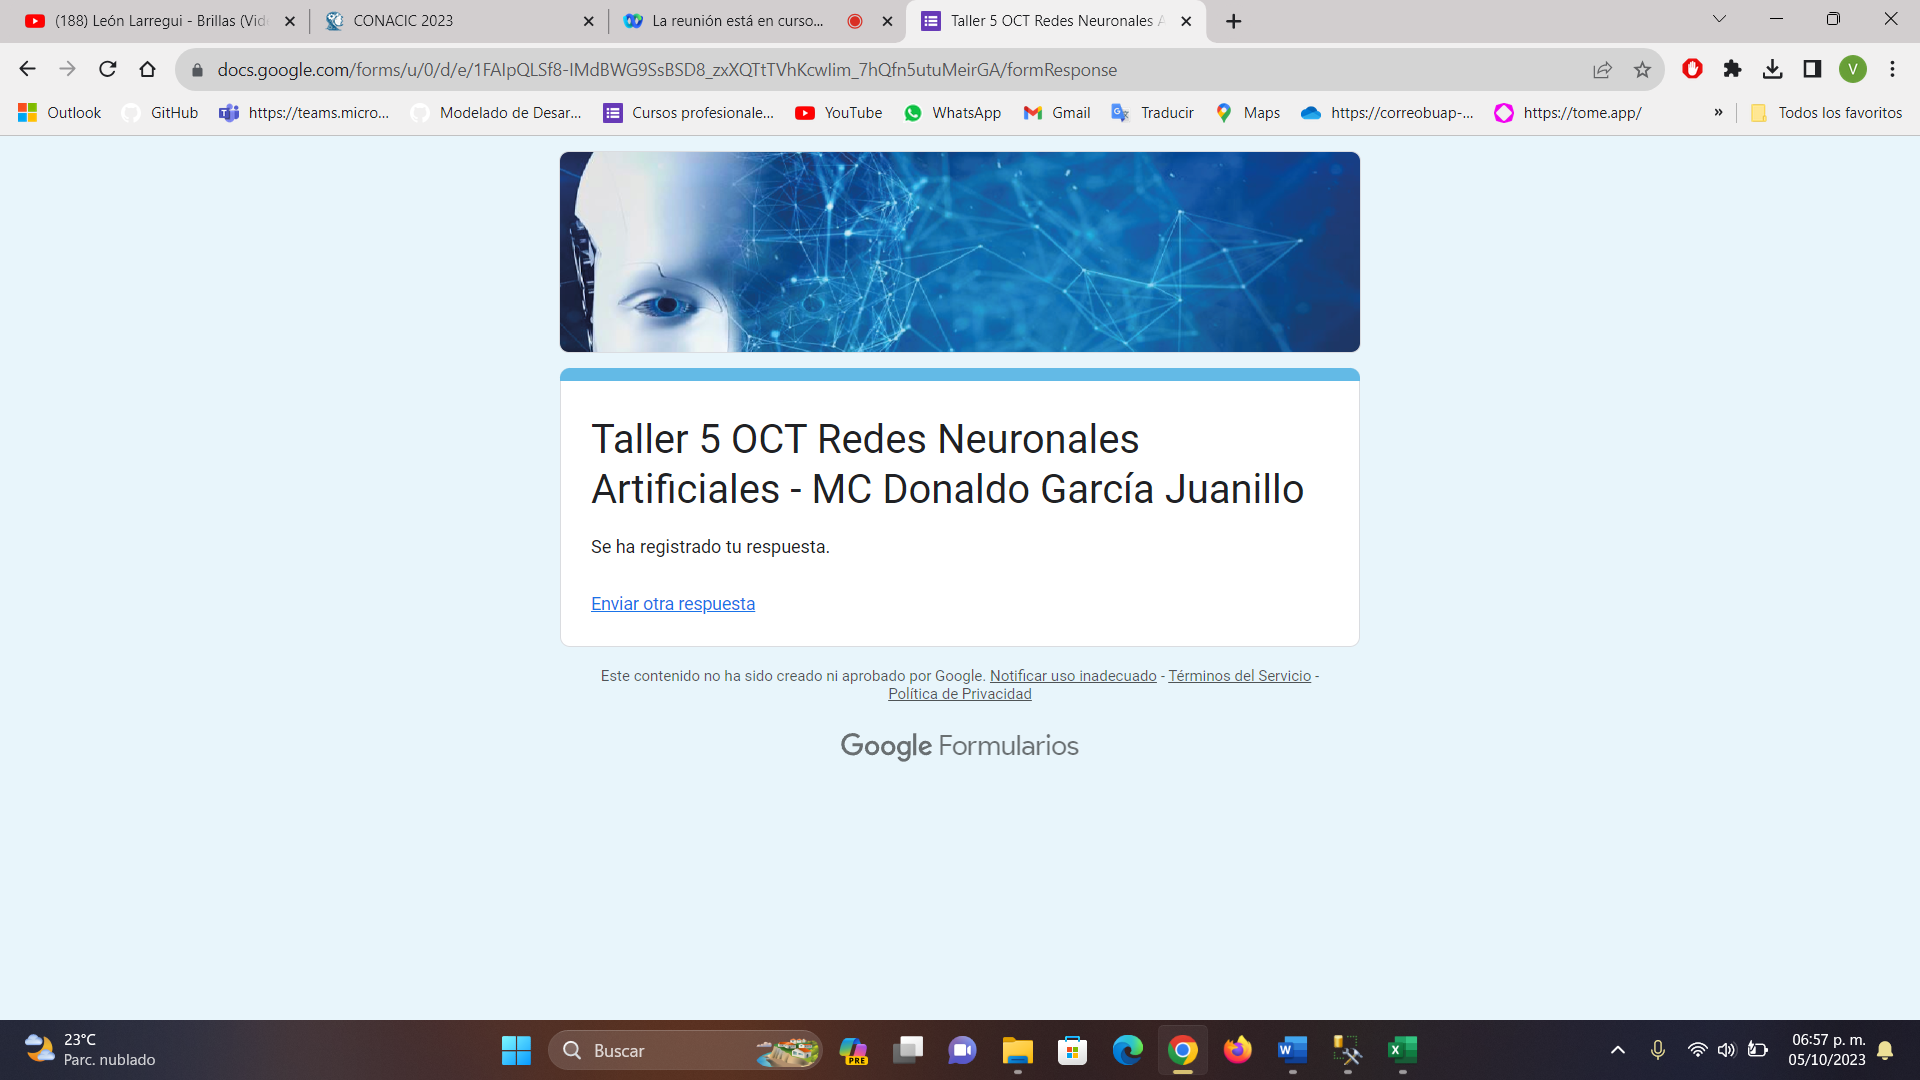 (188) León Larregui - Brillas (Vide
CONACIC 2023
La reunión está en curso...
Taller 5 OCT Redes Neuronales A
docs.google.com/forms/u/0/d/e/1FAIpQLSf8-IMdBWG9SsBSD8_zxXQTtTVhKcwlim_7hQfn5utuMeirGA/formResponse
V
Outlook
GitHub
https://teams.micro...
Modelado de Desar...
Cursos profesionale...
YouTube
WhatsApp
Gmail
Traducir
Maps
https://correobuap-...
https://tome.app/
»
Todos los favoritos
Taller 5 OCT Redes Neuronales
Artificiales - MC Donaldo García Juanillo
Se ha registrado tu respuesta.
Enviar otra respuesta
Este contenido no ha sido creado ni aprobado por Google. Notificar uso inadecuado - Términos del Servicio -
Política de Privacidad
Google Formularios
23°C
Parc. nublado
Buscar
PRE
06:57 p. m.
05/10/2023